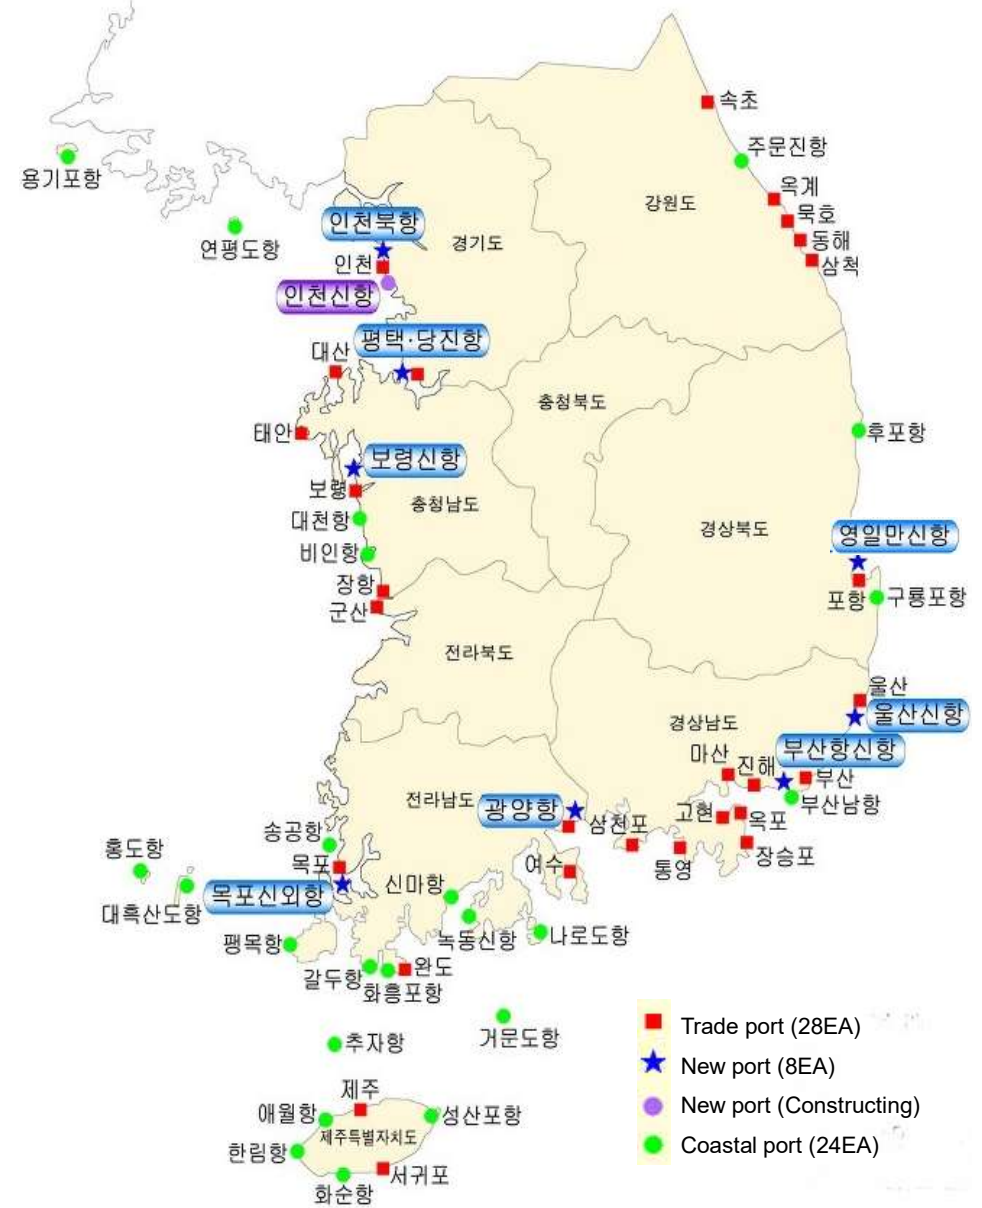 속초
주문진항
용기포항
옥계
강원도
묵호
인천북항
동해
연평도항
경기도
인천
삼척
인천신항
평택·당진항
대산
충청북도
태안
후포항
보령신항
보령
충청남도
대천항
경상북도
영일만신항
비인항
장항
포항
구룡포항
군산
전라북도
울산
울산신항
경상남도
부산항신항
마산
진해
부산
부산남항
전라남도
광양항
삼천포
고현
옥포
송공항
장승포
홍도항
목포
여수
통영
신마항
목포신외항
대흑산도항
녹동신항
나로도항
팽목항
갈두항
완도
화흥포항
거문도항
추자항
제주
애월항
성산포항
제주특별자치도
한림항
서귀포
화순항
Trade port (28EA)
New port (8EA)
New port (Constructing)
Coastal port (24EA)